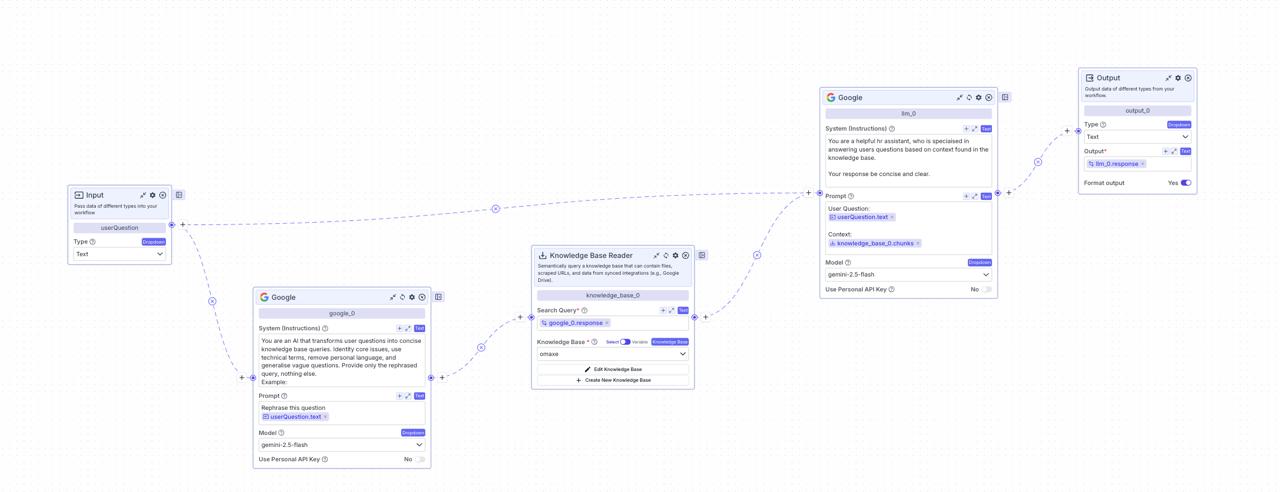 Input
Pass data of different types into your
workflow
userQuestion
Type
Dropdown
Text
Google
google_0
System (Instructions)
Text
You are an AI that transforms user questions into concise
knowledge base queries. Identify core issues, use
technical terms, remove personal language, and
generalise vague questions. Provide only the rephrased
query, nothing else.
Example:
Prompt
Text
Rephrase this question
userQuestion.text
Model
Dropdown
gemini-2.5-flash
Use Personal API Key
No
Knowledge Base Reader
Semantically query a knowledge base that can contain files,
scraped URLs, and data from synced integrations (e.g., Google
Drive).
knowledge_base_0
Search Query*
Text
google_0.response
Knowledge Base *
Select
Variable
Knowledge Base
omaxe
Edit Knowledge Base
Create New Knowledge Base
Google
llm_0
System (Instructions)
Text
You are a helpful hr assistant, who is specialsed in
answering users questions based on context found in the
knowledge base.
Your response be concise and clear.
Prompt
Text
User Question:
userQuestion.text
Context:
knowledge_base_0.chunks
Model
Dropdown
gemini-2.5-flash
Use Personal API Key
No
Output
Output data of different types from your
workflow.
output_0
Type
Dropdown
Text
Output*
Text
llm_0.response
Format output
Yes